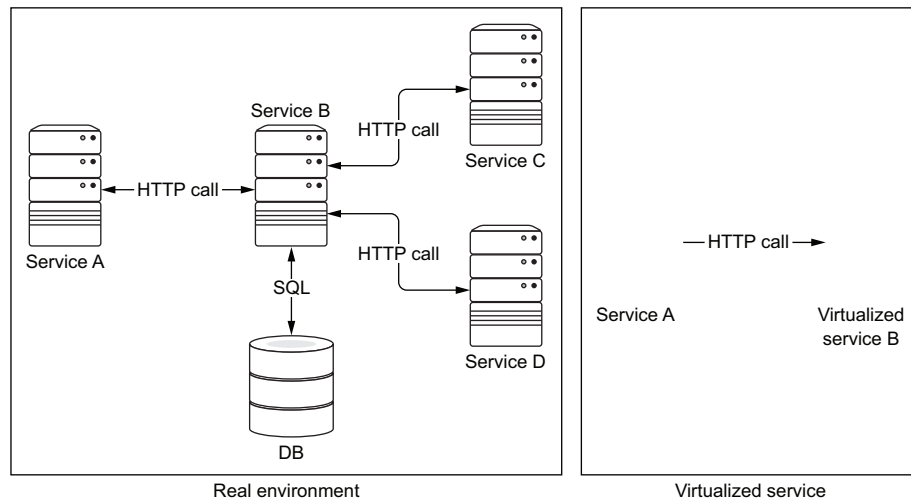 Service B
HTTP call
Service C
HTTP call
Service A
HTTP call
SQL
Service D
DB
Real environment
HTTP call
Service A
Virtualized
service B
Virtualized service